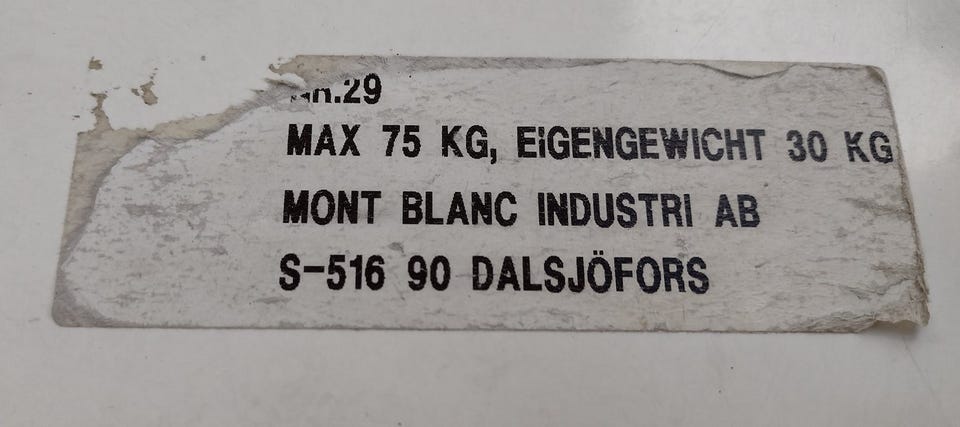 NR.29
MAX 75 KG, EIGENGEWICHT 30 KG
MONT BLANC INDUSTRI AB
S-516 90 DALSJÖFORS